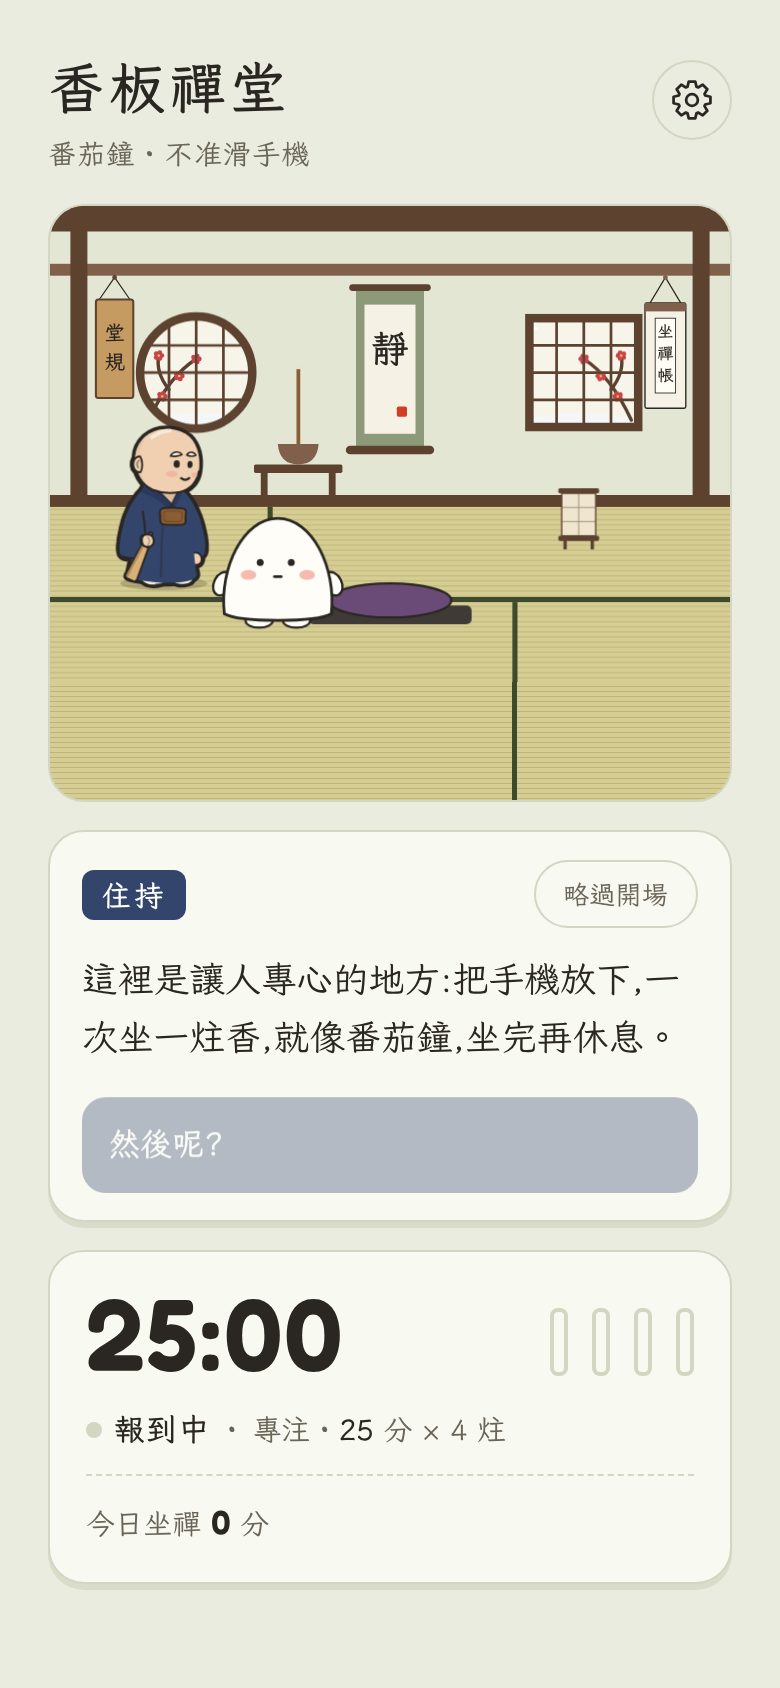 香板禪堂
番茄鐘・不准滑手機
堂規
靜
坐禪帳
住持
略過開場
這裡是讓人專心的地方:把手機放下,一
次坐一炷香,就像番茄鐘,坐完再休息。
然後呢?
25:00
報到中 · 專注・25 分 × 4 炷
今日坐禪 0 分